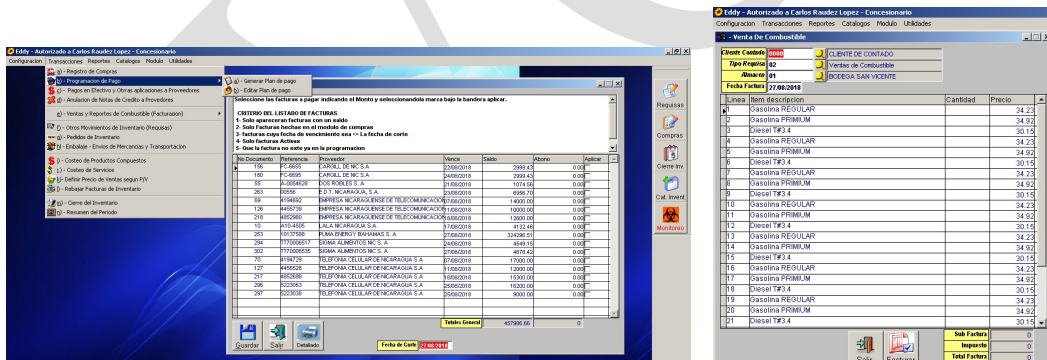 Eddy - Autorizado a Carlos Raudez Lopez - Concesionario
Configuracion Transacciones Reportes Catalogos Modulo Utilidades
a) - Registro de Compras
b) - Programacion de Pago
c) - Pagos en Efectivo y Otras aplicaciones a Proveedores
d) - Anulacion de Notas de Credito a Proveedores
e) - Ventas y Reportes de Combustible (Facturacion)
f) - Otros Movimientos de Inventario (Requisas)
g) - Pedidos de Inventario
h) - Embalaje - Envios de Mercancias y Transportacion
i) - Costeo de Productos Compuestos
j) - Costeo de Servicios
k) - Definir Precio de Ventas segun P/V
l) - Rebajar Facturas de Inventario
m) - Cierre del Inventario
n) - Resumen del Periodo
a) - Generar Plan de pago
b) - Editar Plan de pago
Seleccione las facturas a pagar indicando el Monto y seleccionandola marca bajo la bandera aplicar.
CRITERIO DEL LISTADO DE FACTURAS
1- Solo apareceran facturas con un saldo
2- Solo Facturas hechas en el modulo de compras
3- facturas cuya fecha de vencimiento sea <= La fecha de corte
4- Solo facturas Activas
5- Que la factura no este ya en la programacion
No Documento Referencia Proveedor Vence Saldo Abono Aplicar
156 FC-6655 CARGILL DE NIC S.A 22/08/2018 2999.43 0.00
180 FC-6695 CARGILL DE NIC S.A 24/08/2018 2999.43 0.00
55 A-0054628 DOS ROBLES S. A 21/08/2018 1074.56 0.00
263 00556 E.D.T. NICARAGUA, S.A. 23/08/2018 6956.70 0.00
69 4194692 EMPRESA NICARAGUENSE DE TELECOMUNICACION 07/08/2018 14000.00 0.00
126 4455739 EMPRESA NICARAGUENSE DE TELECOMUNICACION 11/08/2018 10000.00 0.00
218 4852980 EMPRESA NICARAGUENSE DE TELECOMUNICACION 18/08/2018 13600.00 0.00
10 A10-4505 LALA NICARAGUA S.A. 17/08/2018 4132.46 0.00
253 10137588 PUMA ENERGY BAHAMAS S. A 27/08/2018 324296.51 0.00
294 TT70006517 SIGMA ALIMENTOS NIC S. A 24/08/2018 4549.15 0.00
302 TT70006535 SIGMA ALIMENTOS NIC S. A 27/08/2018 4878.42 0.00
70 4194729 TELEFONIA CELULAR DE NICARAGUA S.A 07/08/2018 17000.00 0.00
127 4456528 TELEFONIA CELULAR DE NICARAGUA S.A 11/08/2018 12000.00 0.00
217 4852698 TELEFONIA CELULAR DE NICARAGUA S.A 18/08/2018 15300.00 0.00
296 5223053 TELEFONIA CELULAR DE NICARAGUA S.A 25/08/2018 16200.00 0.00
297 5223038 TELEFONIA CELULAR DE NICARAGUA S.A 25/08/2018 9000.00 0.00
Totales General 457986.66 0
Guardar Salir Detallado
Fecha de Corte 27/08/2018
Requisas
Compras
Cierre Inv.
Cat. Invent.
Monitoreo
Eddy - Autorizado a Carlos Raudez Lopez - Concesionario
Configuracion Transacciones Reportes Catalogos Modulo Utilidades
- Venta De Combustible
Cliente Contado 0000 CLIENTE DE CONTADO
Tipo Requisa 02 Ventas de Combustible
Almacen 01 BODEGA SAN VICENTE
Fecha Factura 27/08/2018
Linea Item descripcion Cantidad Precio
1 Gasolina REGULAR 34.23
2 Gasolina PRIMIUM 34.92
3 Diesel T#3.4 30.15
4 Gasolina REGULAR 34.23
5 Gasolina PRIMIUM 34.92
6 Diesel T#3.4 30.15
7 Gasolina REGULAR 34.23
8 Gasolina PRIMIUM 34.92
9 Diesel T#3.4 30.15
10 Gasolina REGULAR 34.23
11 Gasolina PRIMIUM 34.92
12 Diesel T#3.4 30.15
13 Gasolina REGULAR 34.23
14 Gasolina PRIMIUM 34.92
15 Diesel T#3.4 30.15
16 Gasolina REGULAR 34.23
17 Gasolina PRIMIUM 34.92
18 Diesel T#3.4 30.15
19 Gasolina REGULAR 34.23
20 Gasolina PRIMIUM 34.92
21 Diesel T#3.4 30.15
Sub Factura 0
Impuesto 0
Total Factura 0
Salir Facturar